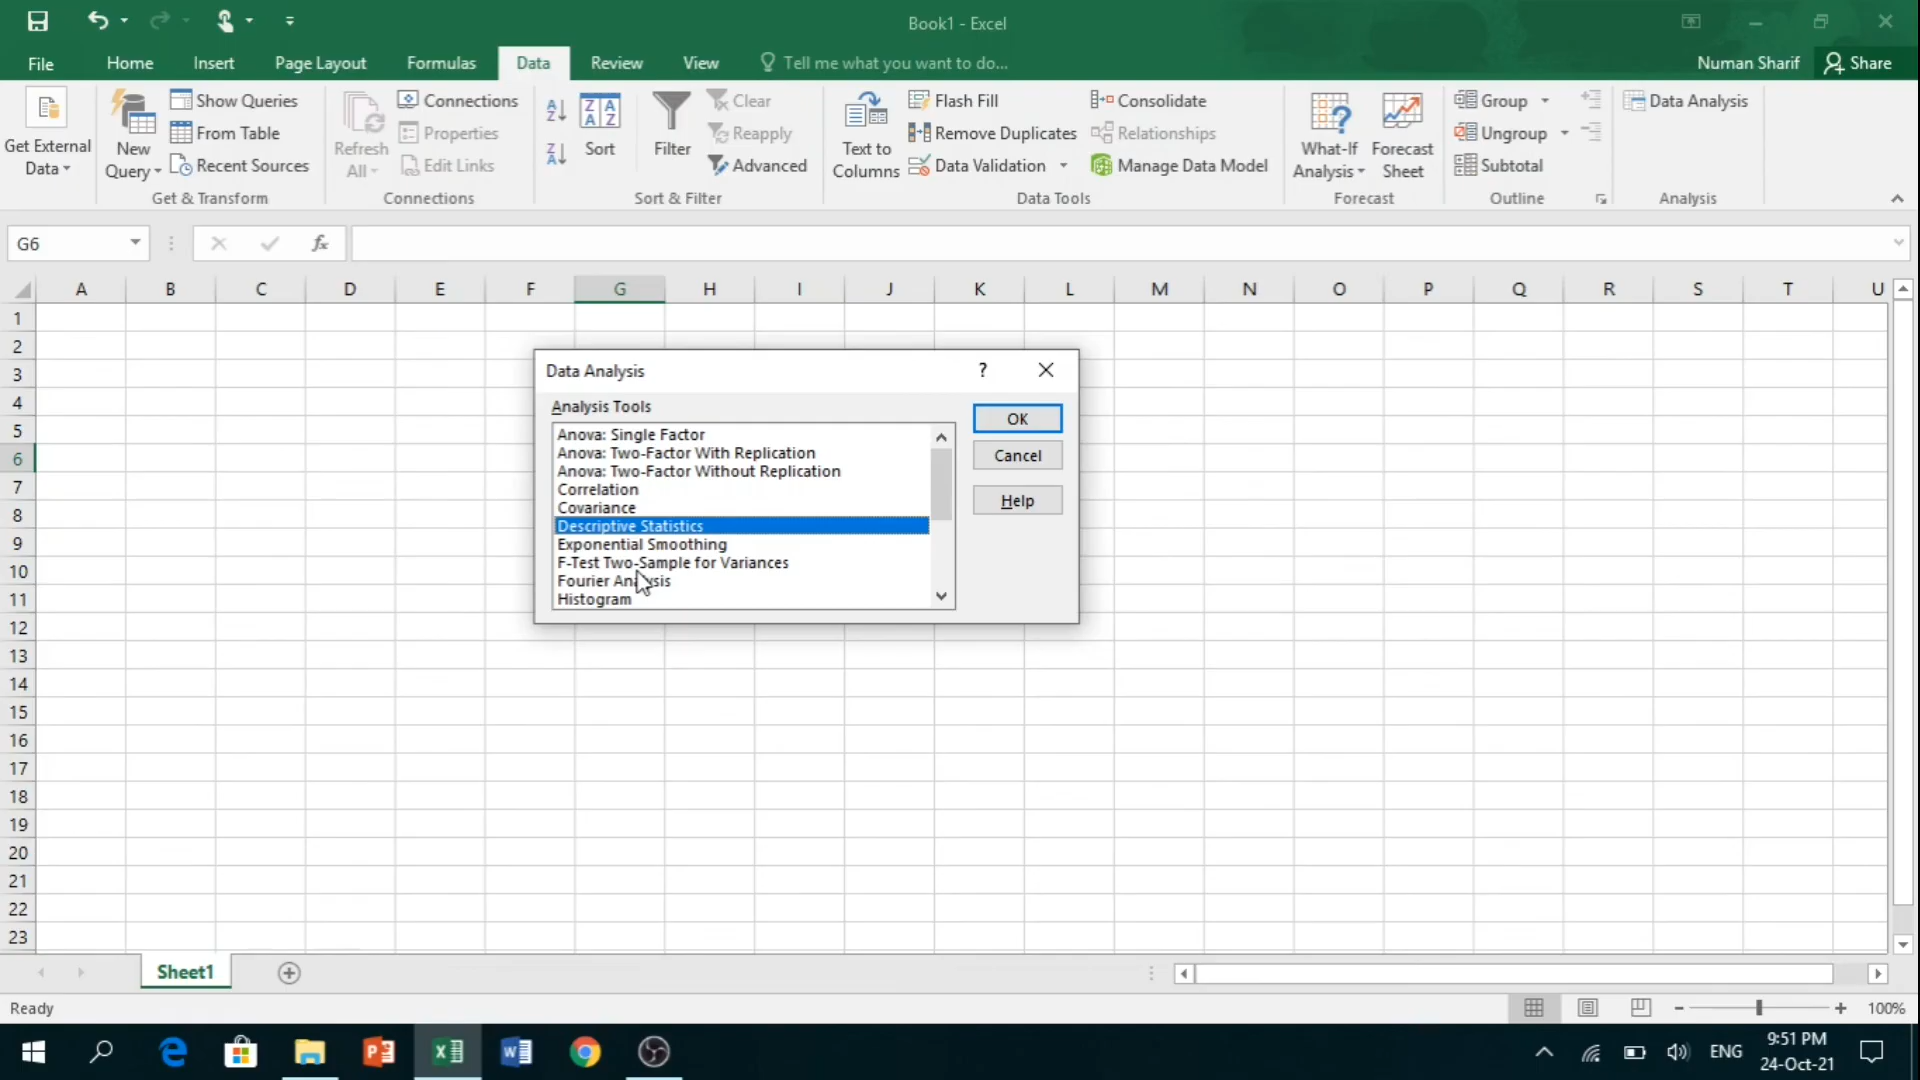 Book1 - Excel
File Home Insert Page Layout Formulas Data Review View Tell me what you want to do... Numan Sharif Share
Get External Data
New Query
Show Queries
From Table
Recent Sources
Get & Transform
Refresh All
Connections
Properties
Edit Links
Connections
Sort
Filter
Clear
Reapply
Advanced
Sort & Filter
Text to Columns
Flash Fill
Remove Duplicates
Data Validation
Consolidate
Relationships
Manage Data Model
Data Tools
What-If Analysis
Forecast Sheet
Forecast
Group
Ungroup
Subtotal
Outline
Data Analysis
Analysis
G6 fx
A B C D E F G H I J K L M N O P Q R S T U
1
2
3
4
5
6
7
8
9
10
11
12
13
14
15
16
17
18
19
20
21
22
23
Data Analysis ?
Analysis Tools
Anova: Single Factor
Anova: Two-Factor With Replication
Anova: Two-Factor Without Replication
Correlation
Covariance
Descriptive Statistics
Exponential Smoothing
F-Test Two-Sample for Variances
Fourier Analysis
Histogram
OK
Cancel
Help
Sheet1
Ready 100%
ENG
9:51 PM
24-Oct-21